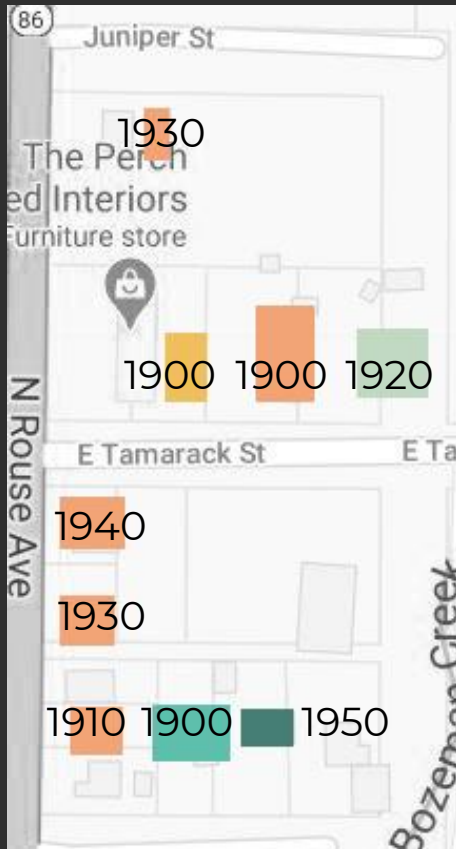 86
Juniper St
1930
The Perch
ed Interiors
Furniture store
1900 1900 1920
N Rouse Ave
E Tamarack St
E Ta
1940
1930
1910 1900 1950
Bozeman Creek